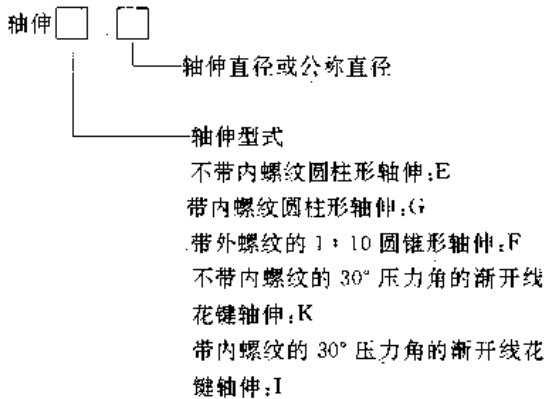 轴伸□ □
轴伸直径或公称直径
轴伸型式
不带内螺纹圆柱形轴伸:E
带内螺纹圆柱形轴伸:G
带外螺纹的1:10圆锥形轴伸:F
不带内螺纹的30°压力角的渐开线
花键轴伸:K
带内螺纹的30°压力角的渐开线花
键轴伸:I